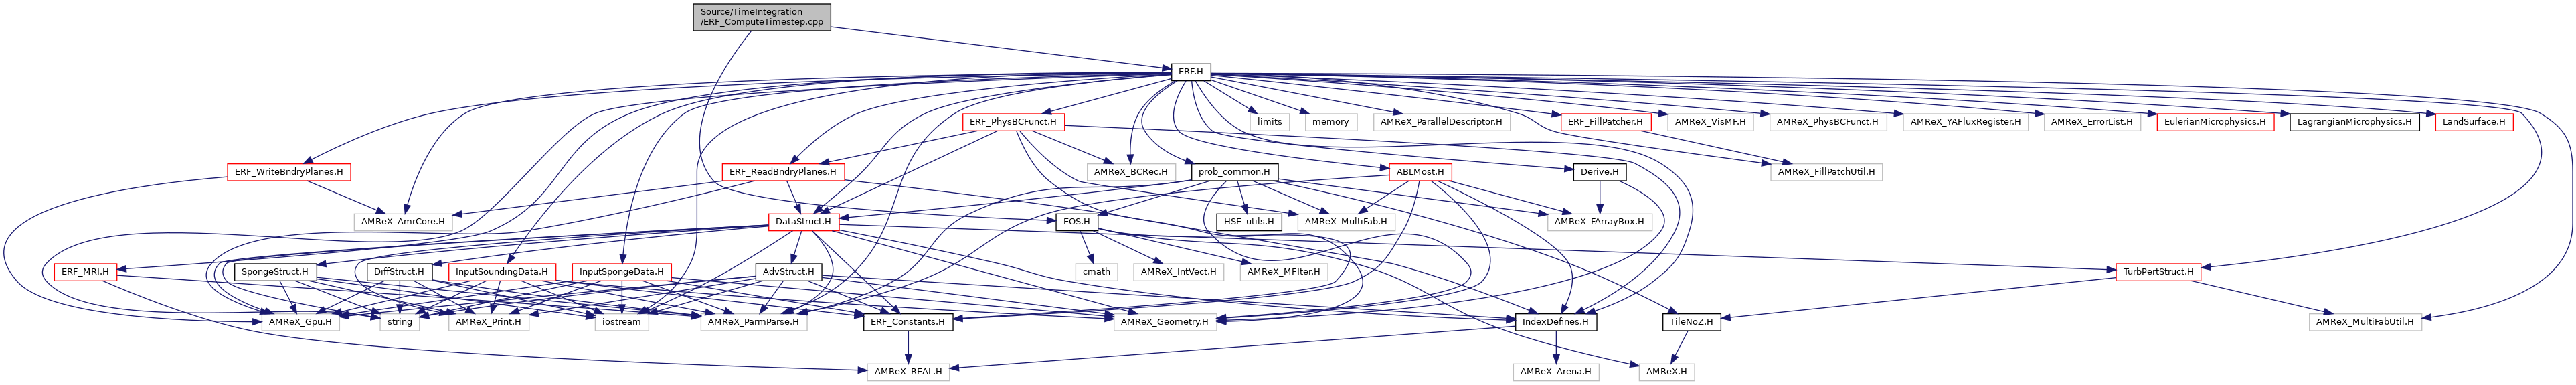 Source/TimeIntegration
/ERF_ComputeTimestep.cpp
ERF.H
ERF_PhysBCFunct.H
limits
memory
AMReX_ParallelDescriptor.H
ERF_FillPatcher.H
AMReX_VisMF.H
AMReX_PhysBCFunct.H
AMReX_YAFluxRegister.H
AMReX_ErrorList.H
EulerianMicrophysics.H
LagrangianMicrophysics.H
LandSurface.H
ERF_WriteBndryPlanes.H
ERF_ReadBndryPlanes.H
AMReX_BCRec.H
prob_common.H
ABLMost.H
Derive.H
AMReX_FillPatchUtil.H
AMReX_AmrCore.H
DataStruct.H
EOS.H
HSE_utils.H
AMReX_MultiFab.H
AMReX_FArrayBox.H
ERF_MRI.H
SpongeStruct.H
DiffStruct.H
InputSoundingData.H
InputSpongeData.H
AdvStruct.H
cmath
AMReX_IntVect.H
AMReX_MFIter.H
TurbPertStruct.H
AMReX_Gpu.H
string
AMReX_Print.H
iostream
AMReX_ParmParse.H
ERF_Constants.H
AMReX_Geometry.H
IndexDefines.H
TileNoZ.H
AMReX_MultiFabUtil.H
AMReX_REAL.H
AMReX_Arena.H
AMReX.H